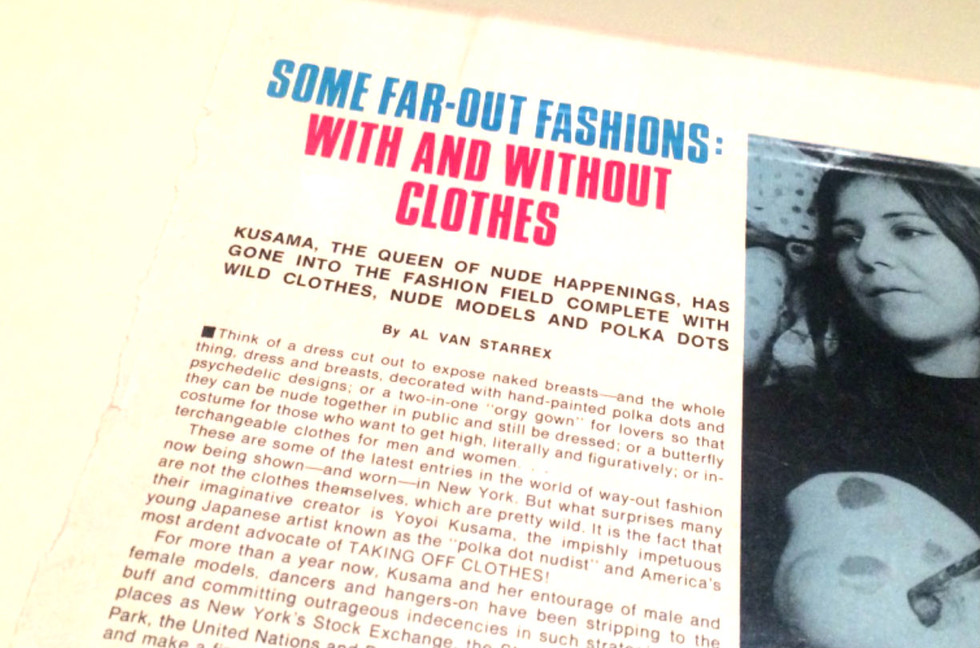 SOME FAR-OUT FASHIONS:
WITH AND WITHOUT
CLOTHES
KUSAMA, THE QUEEN OF NUDE HAPPENINGS, HAS
GONE INTO THE FASHION FIELD COMPLETE WITH
WILD CLOTHES, NUDE MODELS AND POLKA DOTS
By AL VAN STARREX
■Think of a dress cut out to expose naked breasts—and the whole
thing, dress and breasts, decorated with hand-painted polka dots and
psychedelic designs; or a two-in-one "orgy gown" for lovers so that
they can be nude together in public and still be dressed; or a butterfly
costume for those who want to get high, literally and figuratively; or in-
terchangeable clothes for men and women. . .
These are some of the latest entries in the world of way-out fashion
now being shown—and worn—in New York. But what surprises many
are not the clothes themselves, which are pretty wild. It is the fact that
their imaginative creator is Yoyoi Kusama, the impishly impetuous
young Japanese artist known as the "polka dot nudist" and America's
most ardent advocate of TAKING OFF CLOTHES!
For more than a year now, Kusama and her entourage of male and
female models, dancers and hangers-on have been stripping to the
buff and committing outrageous indecencies in such
places as New York's Stock Exchange, the
Park, the United Nations and
and make a